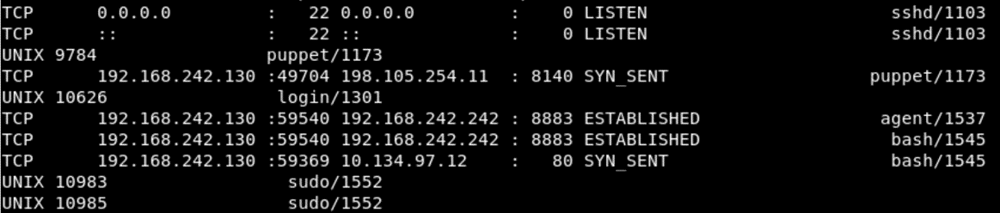 TCP      0.0.0.0         :   22 0.0.0.0         :    0 LISTEN                      sshd/1103
TCP      ::              :   22 ::              :    0 LISTEN                      sshd/1103
UNIX 9784              puppet/1173
TCP      192.168.242.130 :49704 198.105.254.11  : 8140 SYN_SENT                  puppet/1173
UNIX 10626              login/1301
TCP      192.168.242.130 :59540 192.168.242.242 : 8883 ESTABLISHED                agent/1537
TCP      192.168.242.130 :59540 192.168.242.242 : 8883 ESTABLISHED                 bash/1545
TCP      192.168.242.130 :59369 10.134.97.12    :   80 SYN_SENT                    bash/1545
UNIX 10983               sudo/1552
UNIX 10985               sudo/1552